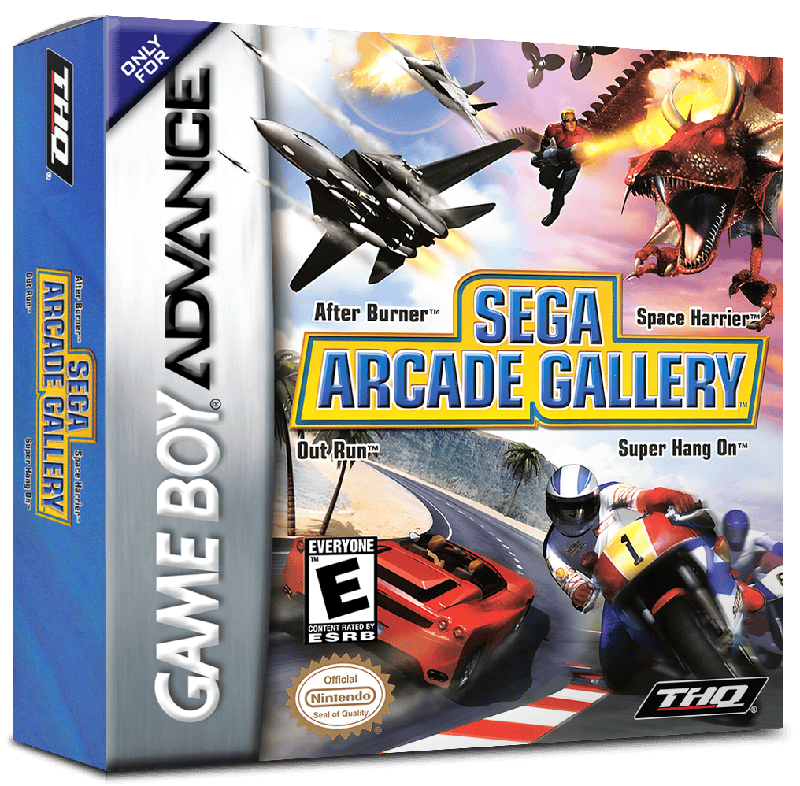 THQ
After Burner™
Out Run™
SEGA
ARCADE GALLERY
Space Harrier™
Super Hang On™
ONLY
FOR
GAME BOY ADVANCE
®
After Burner™
SEGA
Space Harrier™
ARCADE GALLERY™
Out Run™
Super Hang On™
1
EVERYONE
E
CONTENT RATED BY
ESRB
Official
Nintendo
Seal of Quality
®
THQ®